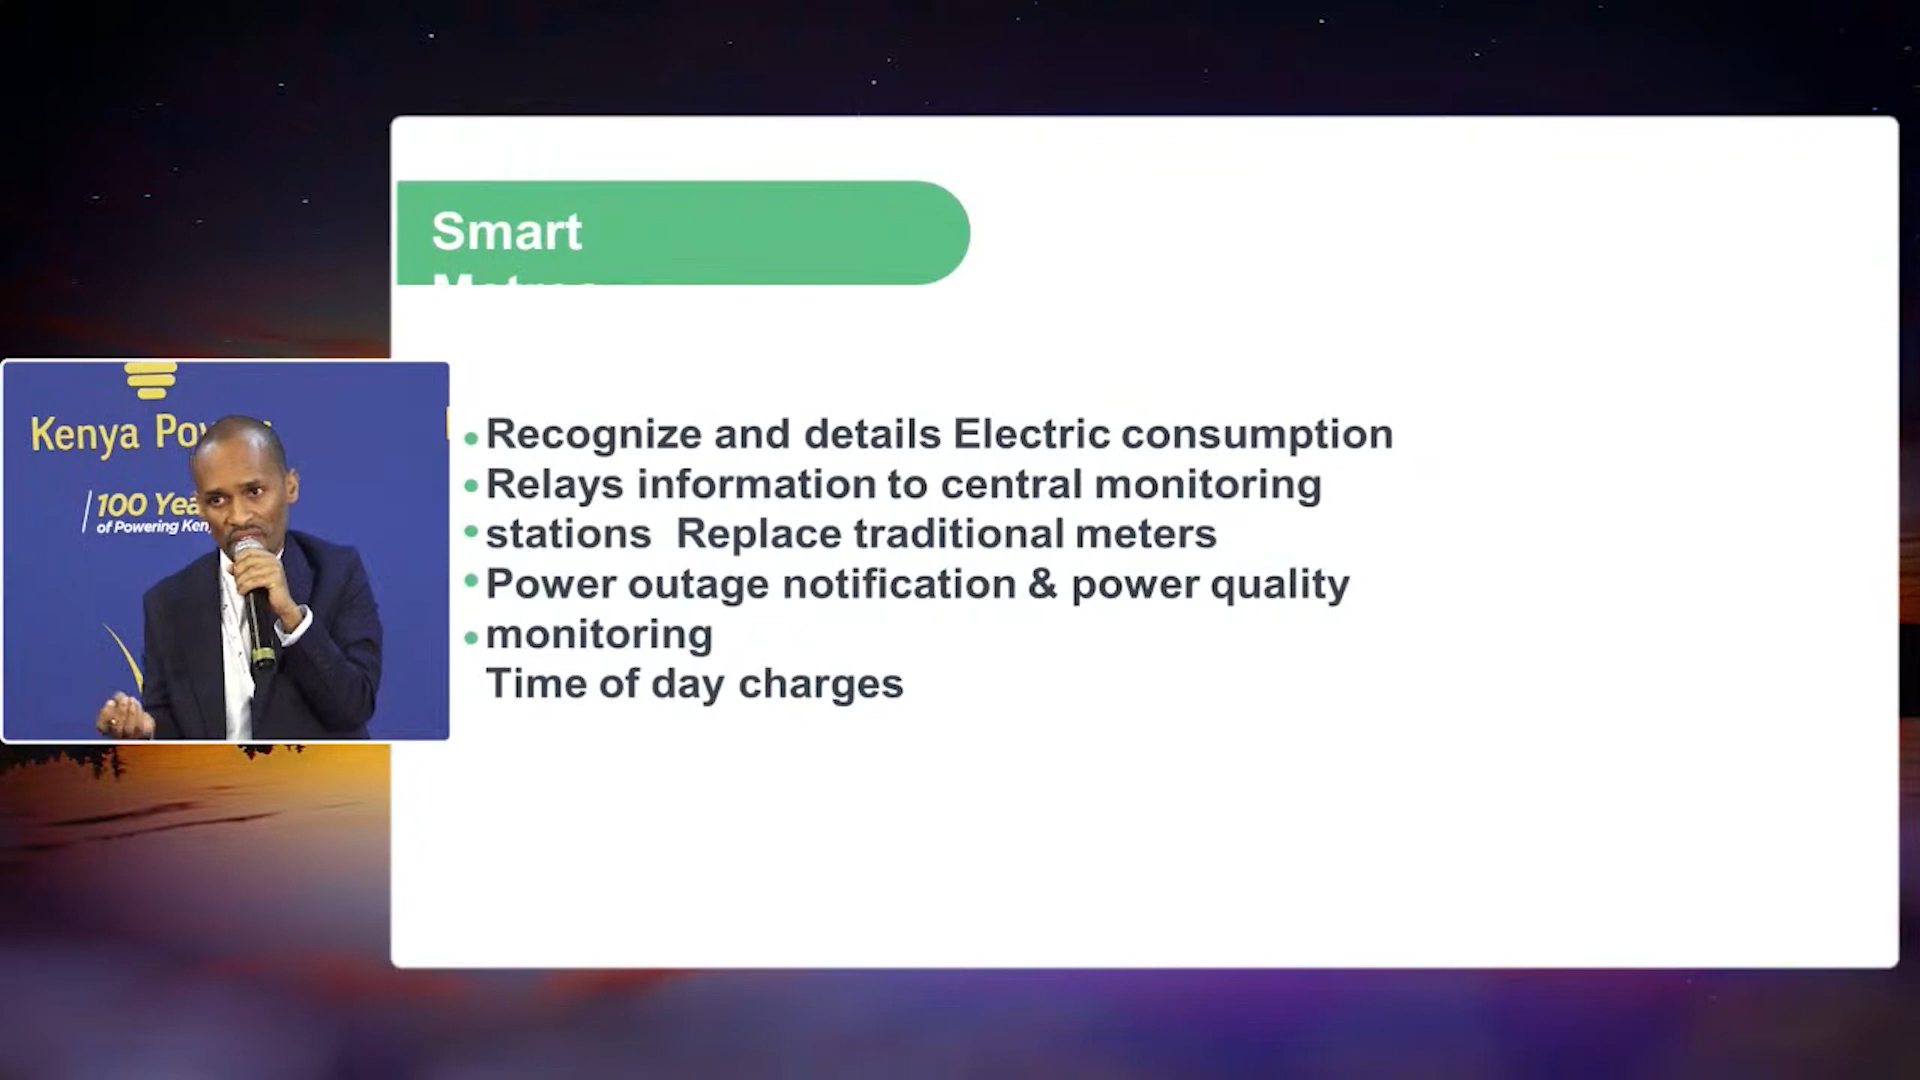 Smart
Kenya Po
100 Yea
of Powering Ken
Recognize and details Electric consumption
Relays information to central monitoring
stations Replace traditional meters
Power outage notification & power quality
monitoring
Time of day charges